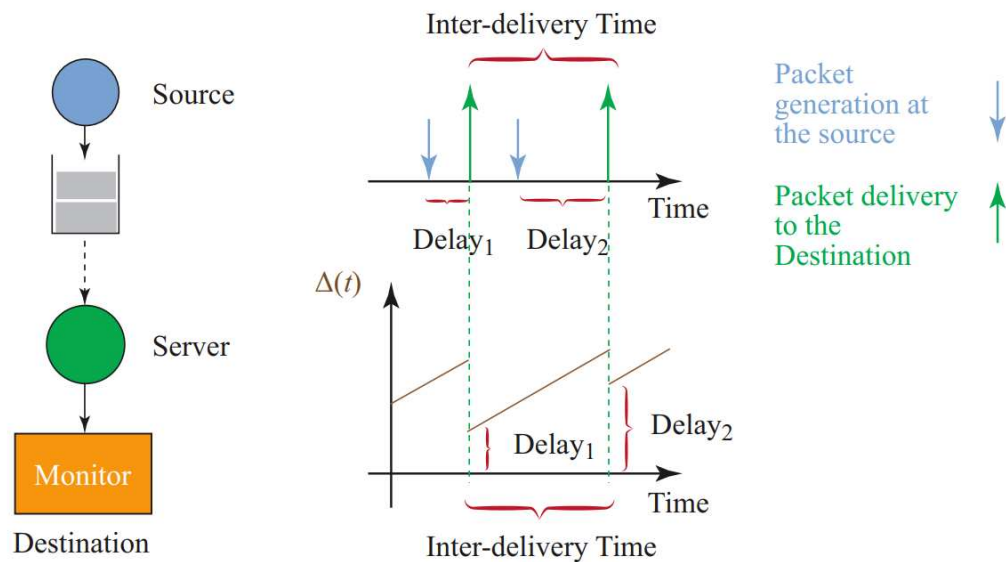 Source
Server
Monitor
Destination
Inter-delivery Time
Time
Delay1
Delay2
Packet
generation at
the source
Packet delivery
to the
Destination
Δ(t)
Delay1
Delay2
Time
Inter-delivery Time